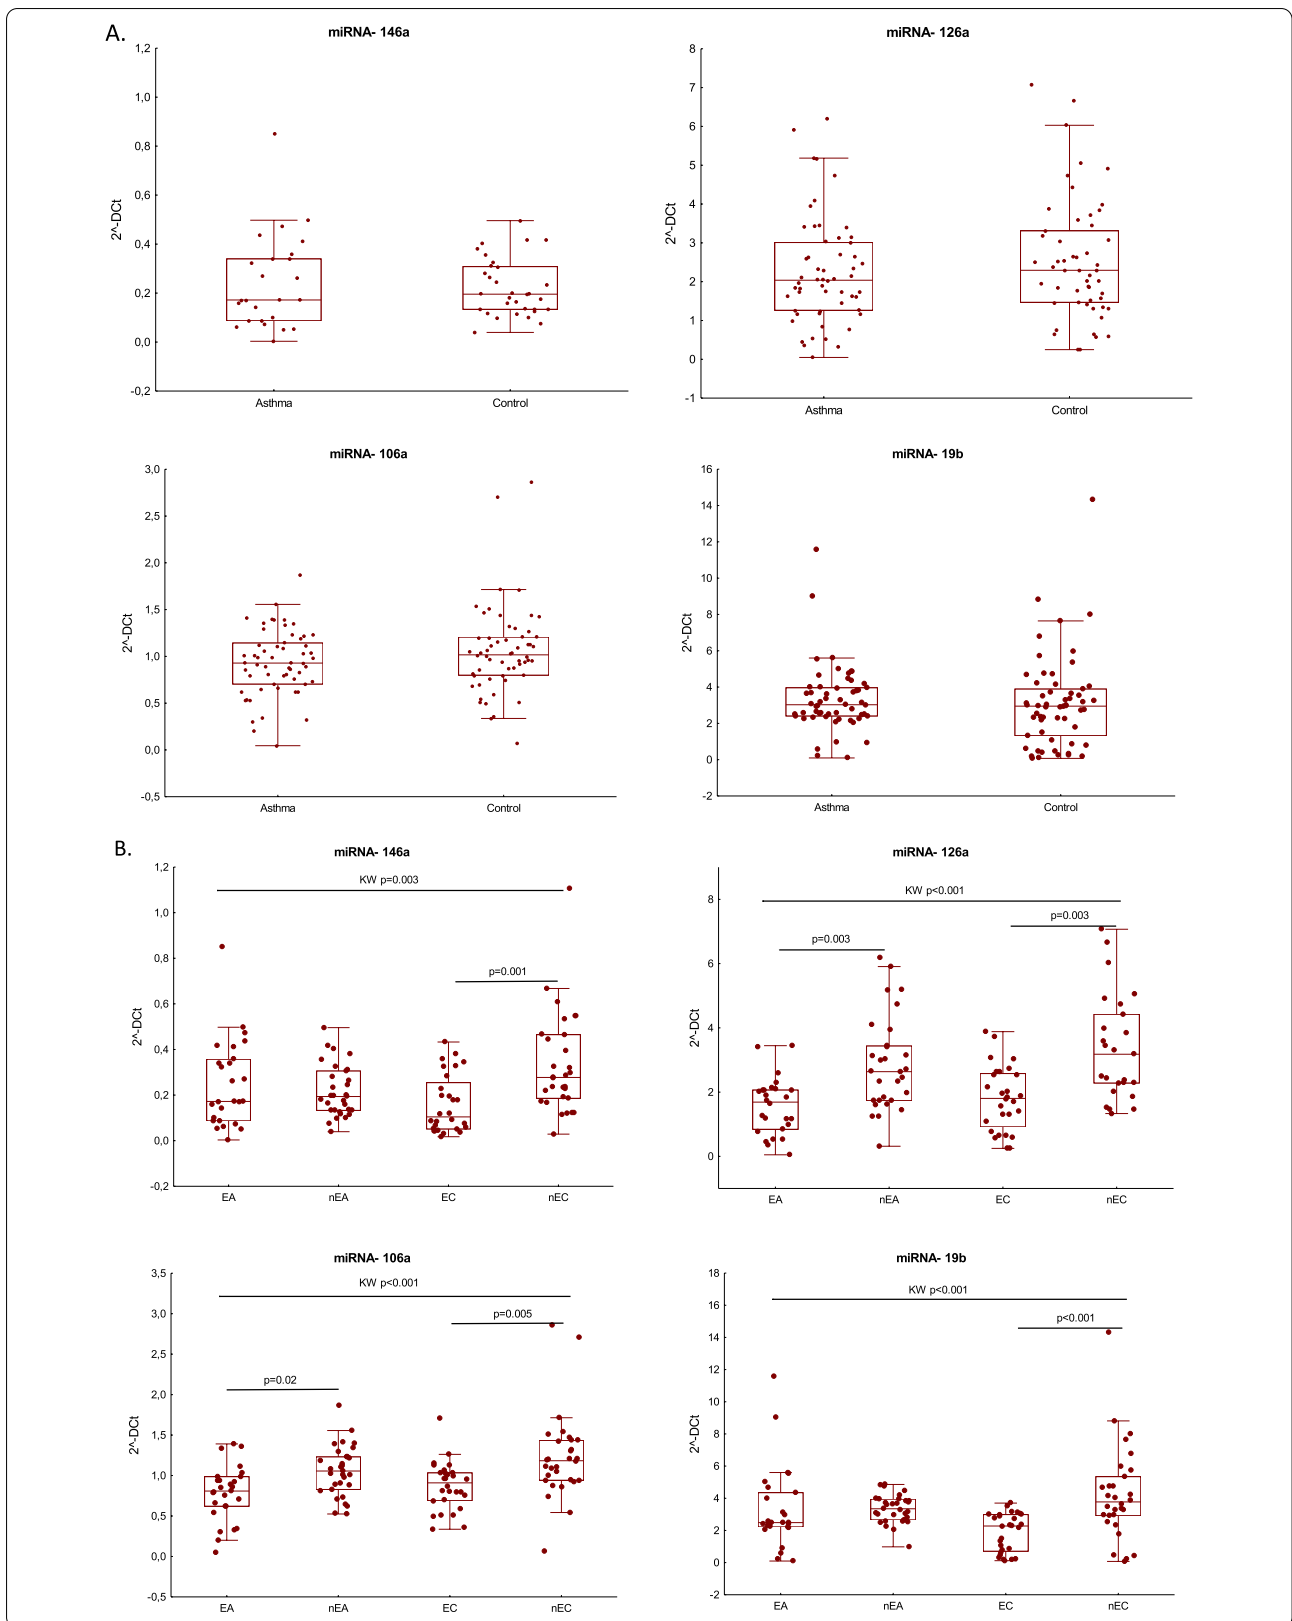 A.
miRNA- 146a
1,2
1,0
0,8
0,6
0,4
0,2
0,0
-0,2
2^-DCt
Asthma
Control
miRNA- 126a
8
7
6
5
4
3
2
1
0
-1
2^-DCt
Asthma
Control
miRNA- 106a
3,0
2,5
2,0
1,5
1,0
0,5
0,0
-0,5
2^-DCt
Asthma
Control
miRNA- 19b
16
14
12
10
8
6
4
2
0
-2
2^-DCt
Asthma
Control
B.
miRNA- 146a
1,2
1,0
0,8
0,6
0,4
0,2
0,0
-0,2
2^-DCt
KW p=0.003
p=0.001
EA
nEA
EC
nEC
miRNA- 126a
8
6
4
2
0
2^-DCt
KW p<0.001
p=0.003
p=0.003
EA
nEA
EC
nEC
miRNA- 106a
3,5
3,0
2,5
2,0
1,5
1,0
0,5
0,0
-0,5
2^-DCt
KW p<0.001
p=0.005
p=0.02
EA
nEA
EC
nEC
miRNA- 19b
18
16
14
12
10
8
6
4
2
0
-2
2^-DCt
KW p<0.001
p<0.001
EA
nEA
EC
nEC